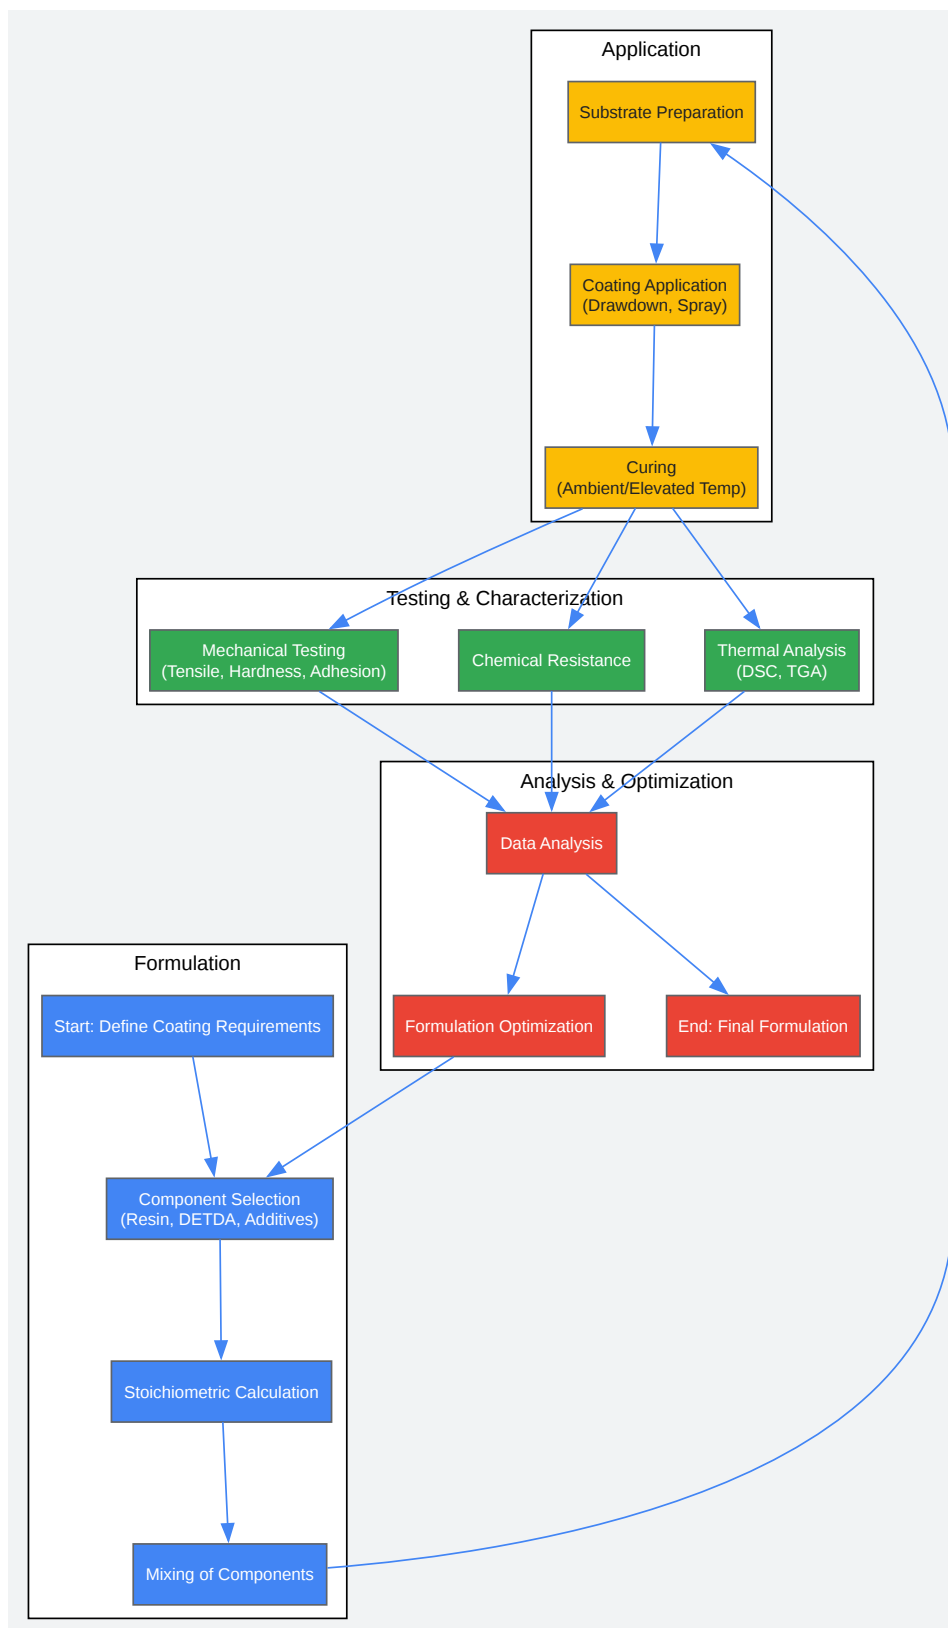 Application
Substrate Preparation
Coating Application
(Drawdown, Spray)
Curing
(Ambient/Elevated Temp)
Testing & Characterization
Mechanical Testing
(Tensile, Hardness, Adhesion)
Chemical Resistance
Thermal Analysis
(DSC, TGA)
Analysis & Optimization
Data Analysis
Formulation Optimization
End: Final Formulation
Formulation
Start: Define Coating Requirements
Component Selection
(Resin, DETDA, Additives)
Stoichiometric Calculation
Mixing of Components